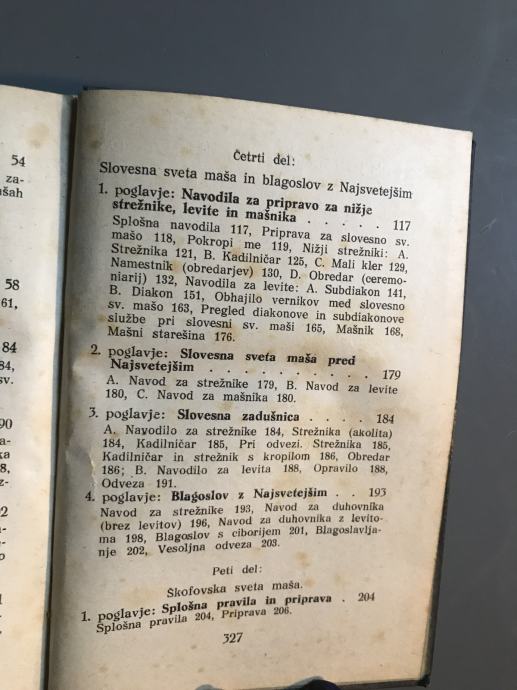 54
za-
šah
58
61,
84
84,
sv.
90
Četrti del:
Slovesna sveta maša in blagoslov z Najsvetejšim
1. poglavje: Navodila za pripravo za nižje
strežnike, levite in mašnika . . . . . 117
Splošna navodila 117, Priprava za slovesno sv.
mašo 118, Pokropi me 119, Nižji strežniki: A.
Strežnika 121, B. Kadilničar 125, C. Mali kler 129,
Namestnik (obredarjev) 130, D. Obredar (ceremo-
niarij) 132, Navodila za levite: A. Subdiakon 141,
B. Diakon 151, Obhajilo vernikov med slovesno
sv. mašo 163, Pregled diakonove in subdiakonove
službe pri slovesni sv. maši 165, Mašnik 168,
Mašni starešina 176.
2. poglavje: Slovesna sveta maša pred
Najsvetejšim . . . . . . . . . . 179
A. Navod za strežnike 179, B. Navod za levite
180, C. Navod za mašnika 180.
3. poglavje: Slovesna zadušnica . . . . 184
A. Navodilo za strežnike 184, Strežnika (akolita)
184, Kadilničar 185, Pri odvezi. Strežnika 185,
Kadilničar in strežnik s kropilom 186, Obredar
186; B. Navodilo za levita 188, Opravilo 188,
Odveza 191.
4. poglavje: Blagoslov z Najsvetejšim . . 193
Navod za strežnike 193, Navod za duhovnika
(brez levitov) 196, Navod za duhovnika z levito-
ma 198, Blagoslov s ciborijem 201, Blagoslavlja-
nje 202, Vesoljna odveza 203.
Peti del:
Škofovska sveta maša.
1. poglavje: Splošna pravila in priprava . 204
Splošna pravila 204, Priprava 206.
327